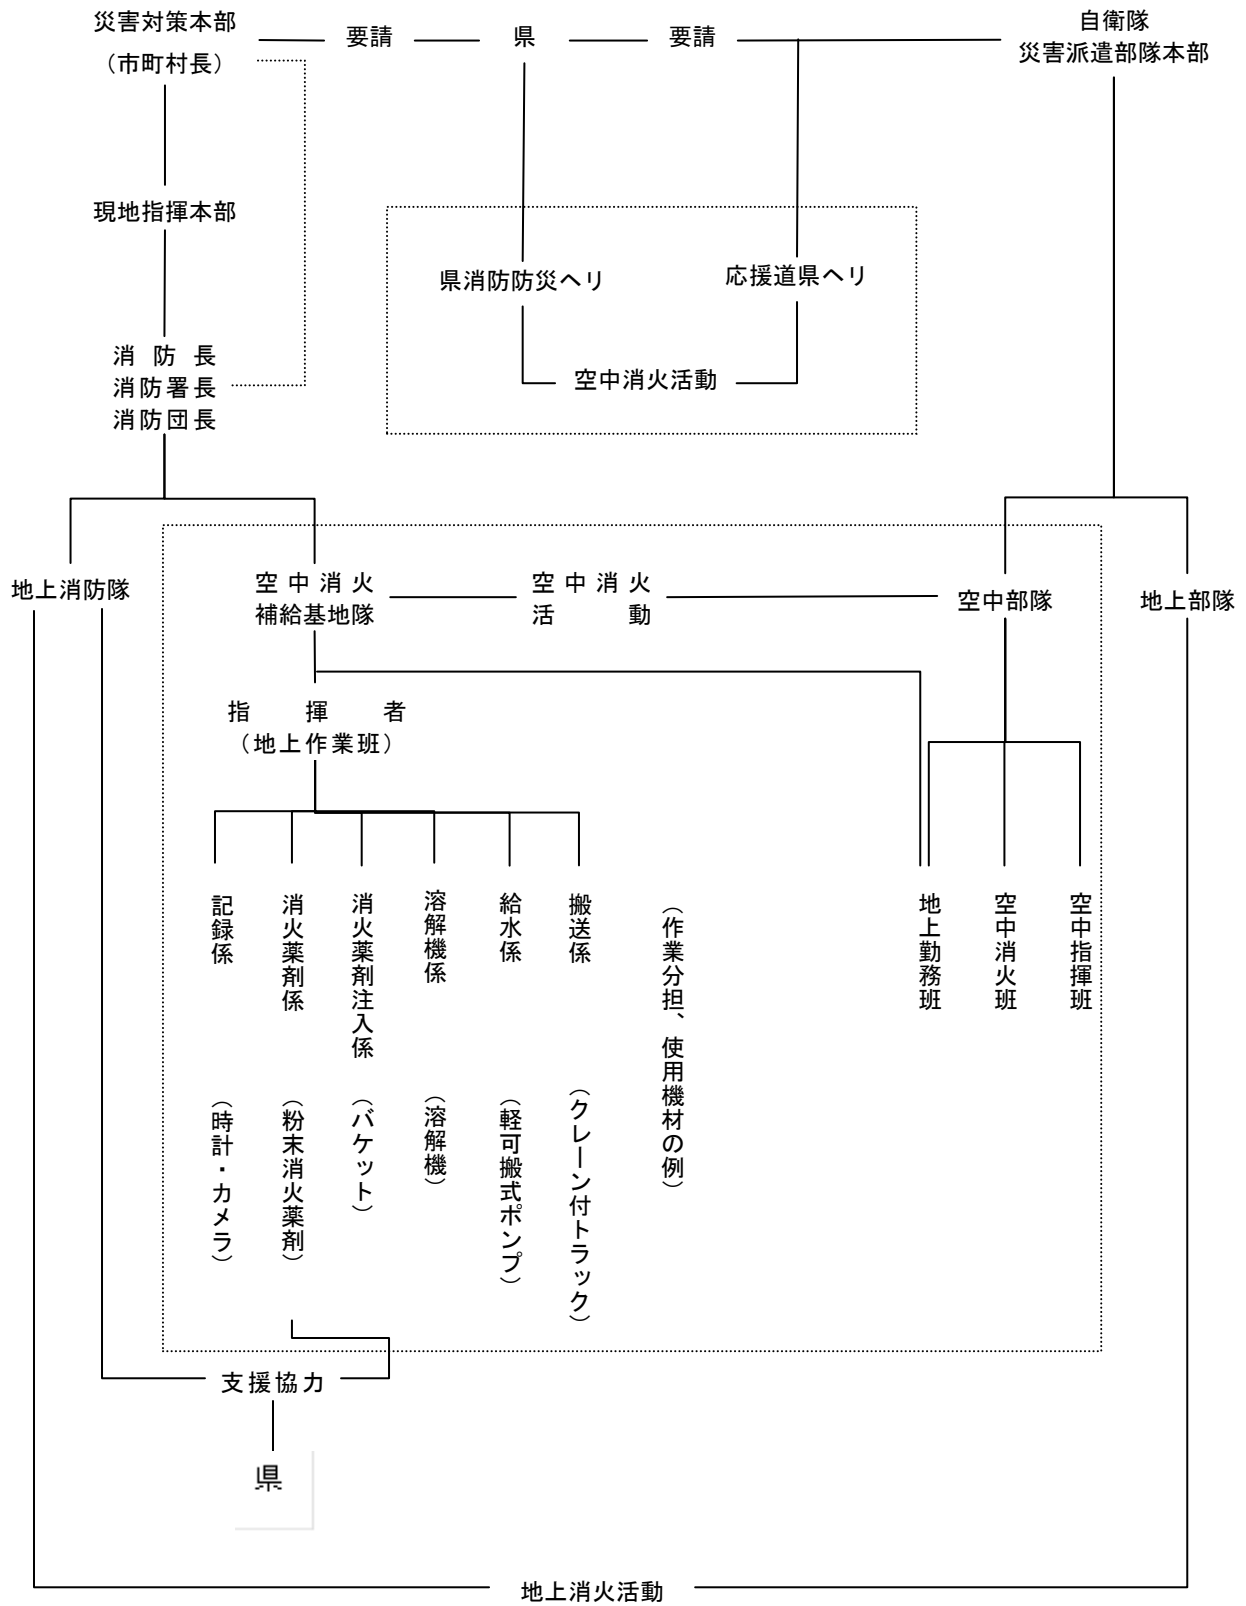 災害対策本部
（市町村長）
要請
県
要請
自衛隊
災害派遣部隊本部
現地指揮本部
県消防防災ヘリ
応援道県ヘリ
空中消火活動
消防長
消防署長
消防団長
地上消防隊
空中消火
補給基地隊
空中消火
活動
空中部隊
地上部隊
指揮者
（地上作業班）
記録係
（時計・カメラ）
消火薬剤係
（粉末消火薬剤）
消火薬剤注入係
（バケット）
溶解機係
（溶解機）
給水係
（軽可搬式ポンプ）
搬送係
（クレーン付トラック）
（作業分担、使用機材の例）
地上勤務班
空中消火班
空中指揮班
支援協力
県
地上消火活動